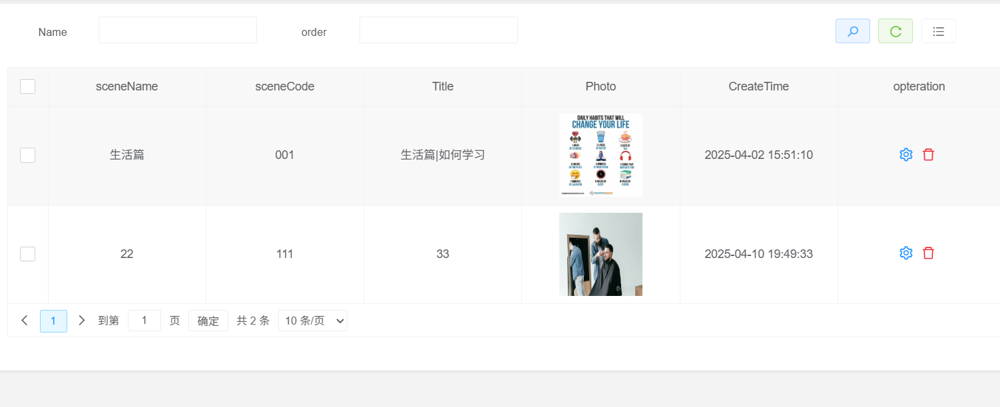 Name
order
sceneName
sceneCode
Title
Photo
CreateTime
opteration
生活篇
001
生活篇|如何学习
DAILY HABITS THAT WILL
CHANGE YOUR LIFE
2025-04-02 15:51:10
22
111
33
2025-04-10 19:49:33
1
到第
1
页
确定
共 2 条
10 条/页